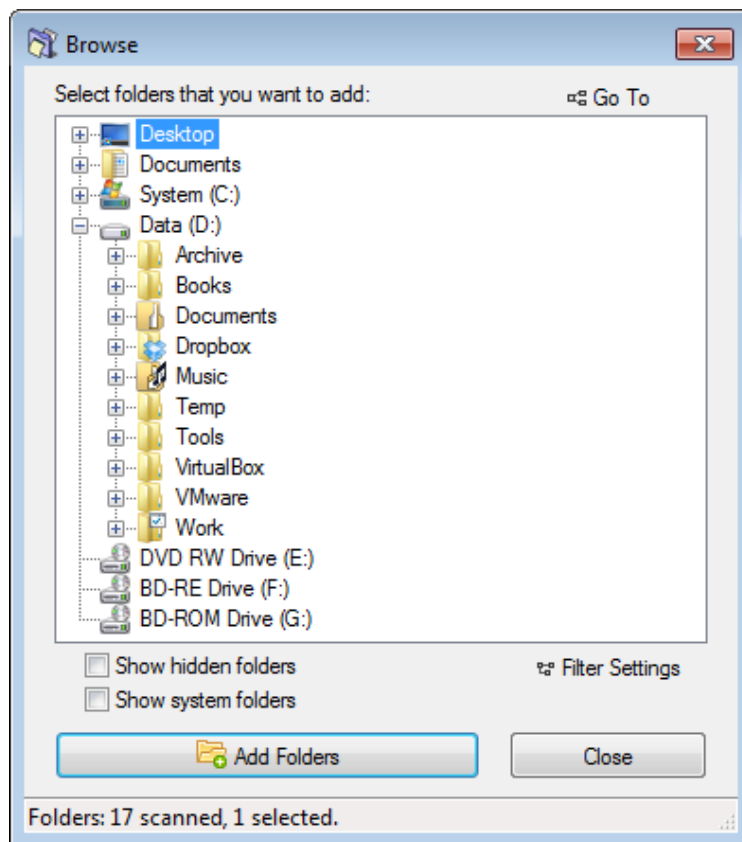 Browse
Select folders that you want to add:
Go To
Desktop
Documents
System (C:)
Data (D:)
Archive
Books
Documents
Dropbox
Music
Temp
Tools
VirtualBox
VMware
Work
DVD RW Drive (E:)
BD-RE Drive (F:)
BD-ROM Drive (G:)
Show hidden folders
Filter Settings
Show system folders
Add Folders
Close
Folders: 17 scanned, 1 selected.